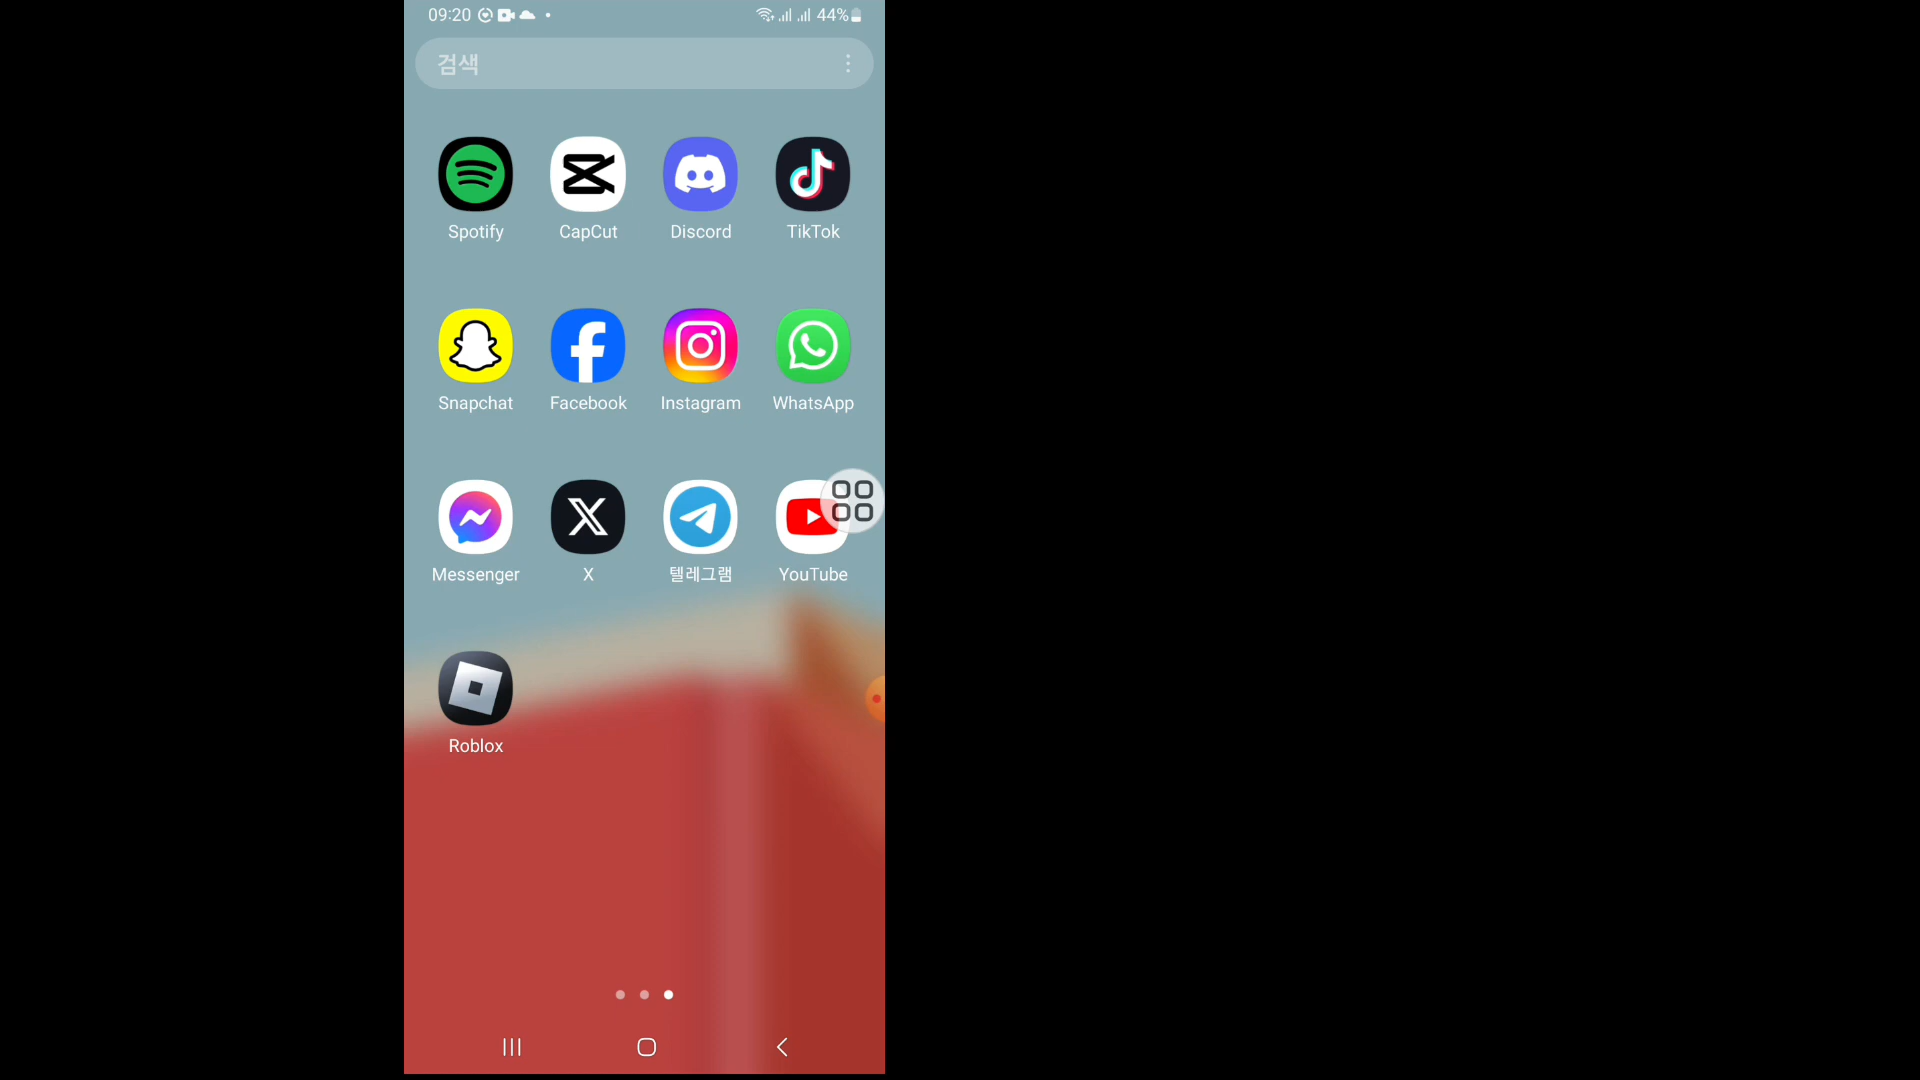 09:20 44%
검색
Spotify CapCut Discord TikTok
Snapchat Facebook Instagram WhatsApp
Messenger X 텔레그램 YouTube
Roblox